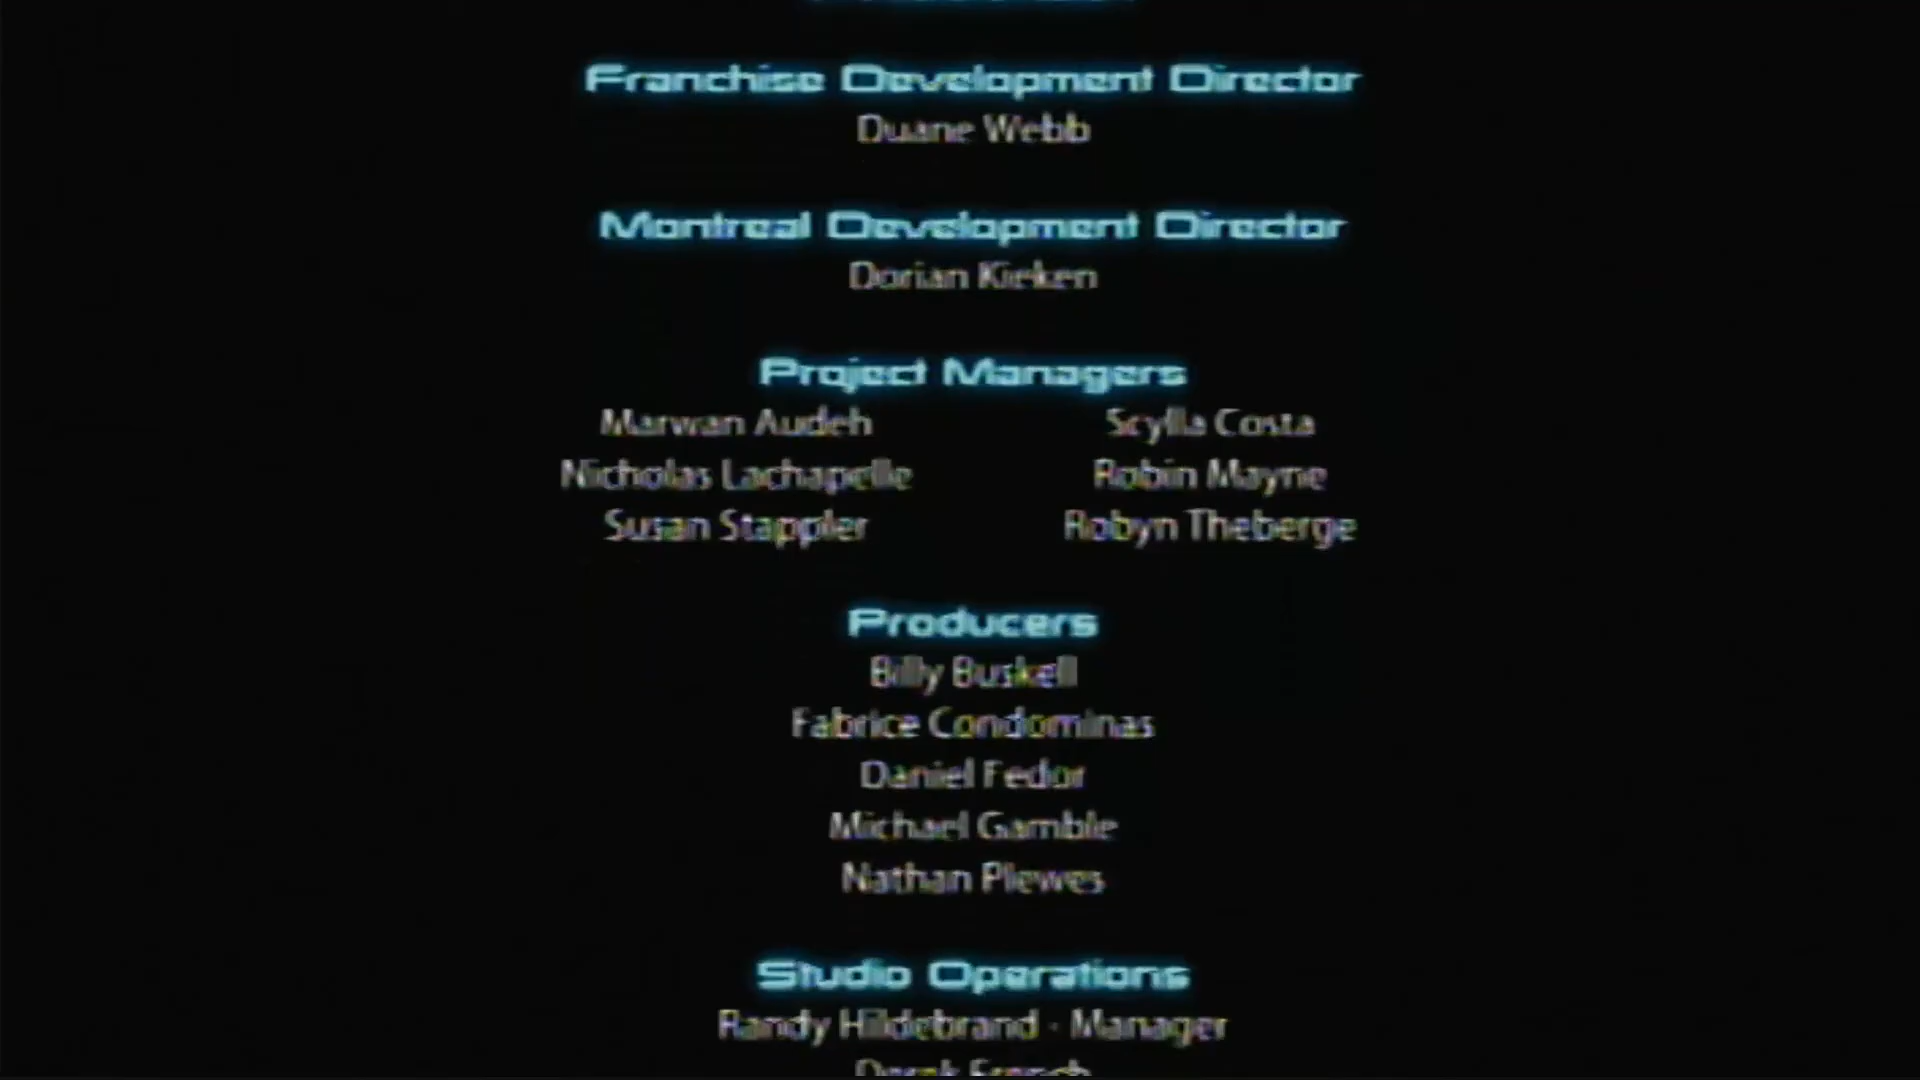 Franchise Development Director
Duane Webb
Montreal Development Director
Dorian Kieken
Project Managers
Marwan Audeh Scylla Costa
Nicholas Lachapelle Robin Mayne
Susan Stappler Robyn Theberge
Producers
Billy Buskell
Fabrice Condominas
Daniel Fedor
Michael Gamble
Nathan Plewes
Studio Operations
Randy Hildebrand - Manager
Derek French